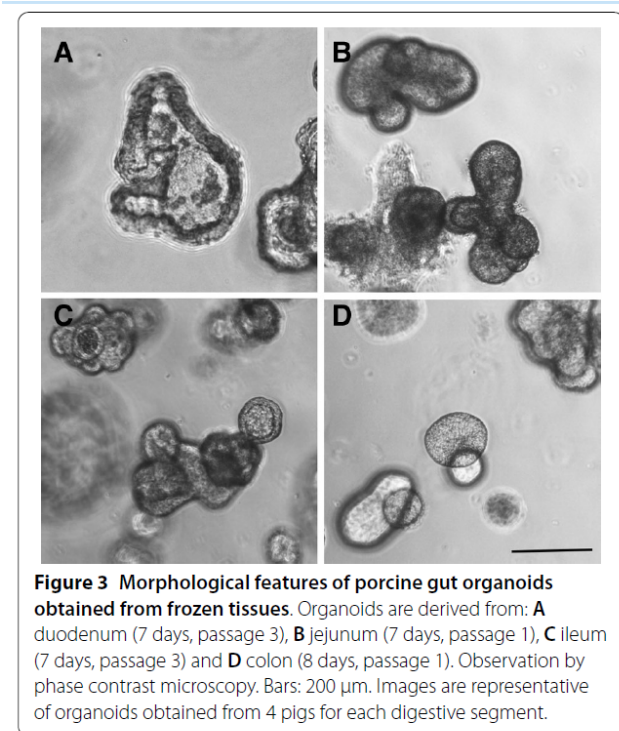 A
B
C
D
Figure 3 Morphological features of porcine gut organoids
obtained from frozen tissues. Organoids are derived from: A
duodenum (7 days, passage 3), B jejunum (7 days, passage 1), C ileum
(7 days, passage 3) and D colon (8 days, passage 1). Observation by
phase contrast microscopy. Bars: 200 µm. Images are representative
of organoids obtained from 4 pigs for each digestive segment.